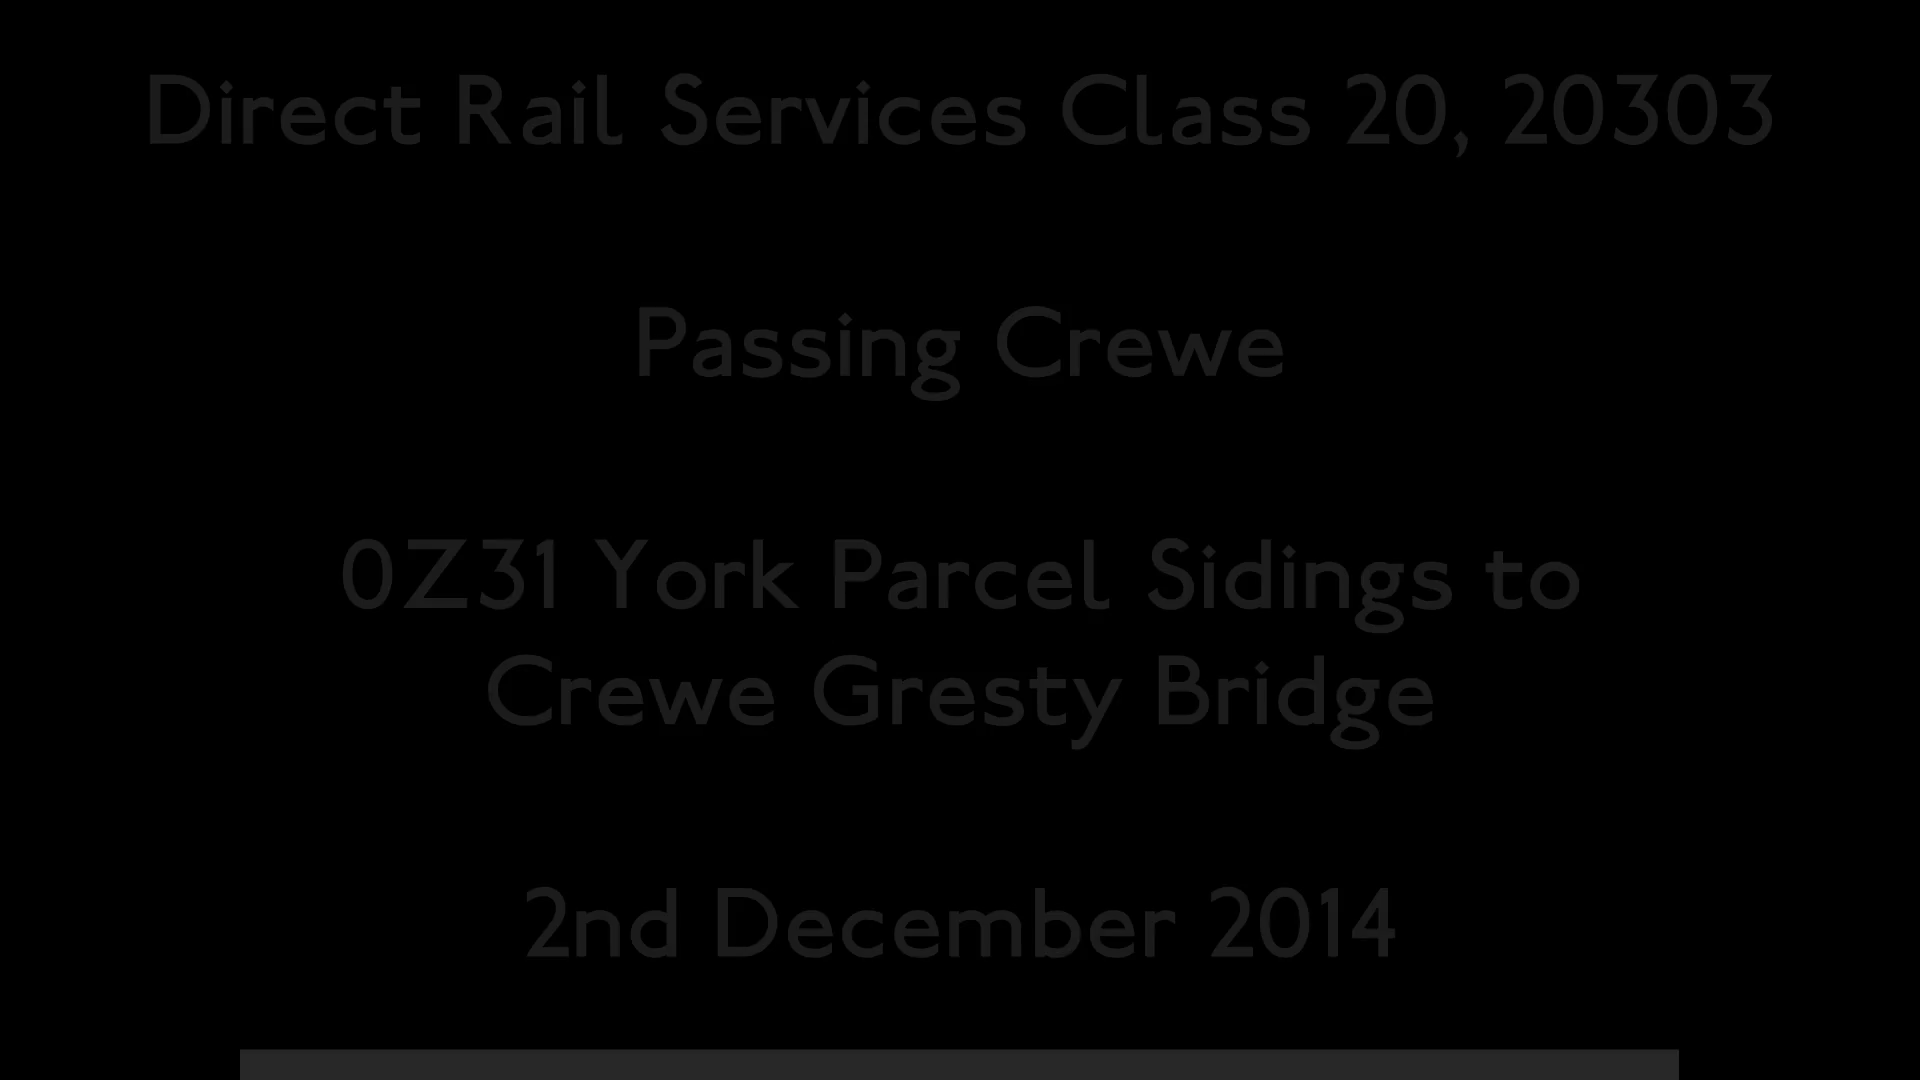 Direct Rail Services Class 20, 20303
Passing Crewe
0Z31 York Parcel Sidings to
Crewe Gresty Bridge
2nd December 2014